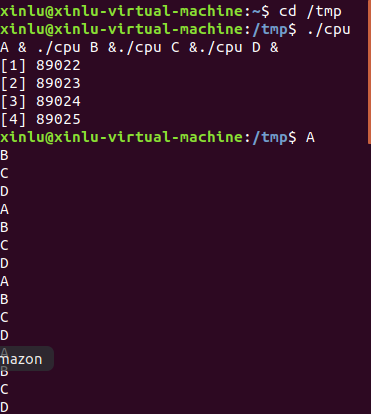 xinlu@xinlu-virtual-machine:~$ cd /tmp
xinlu@xinlu-virtual-machine:/tmp$ ./cpu
A & ./cpu B &./cpu C &./cpu D &
[1] 89022
[2] 89023
[3] 89024
[4] 89025
xinlu@xinlu-virtual-machine:/tmp$ A
B
C
D
A
B
C
D
A
B
C
D
A
mazon
B
C
D